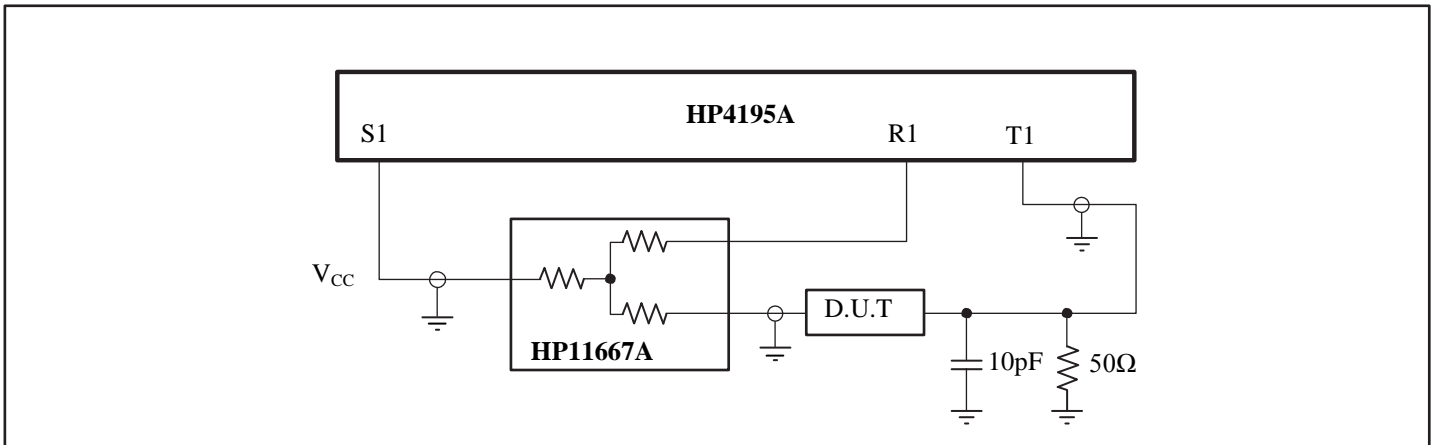 HP4195A
S1
R1
T1
V_CC
HP11667A
D.U.T
10pF
50Ω